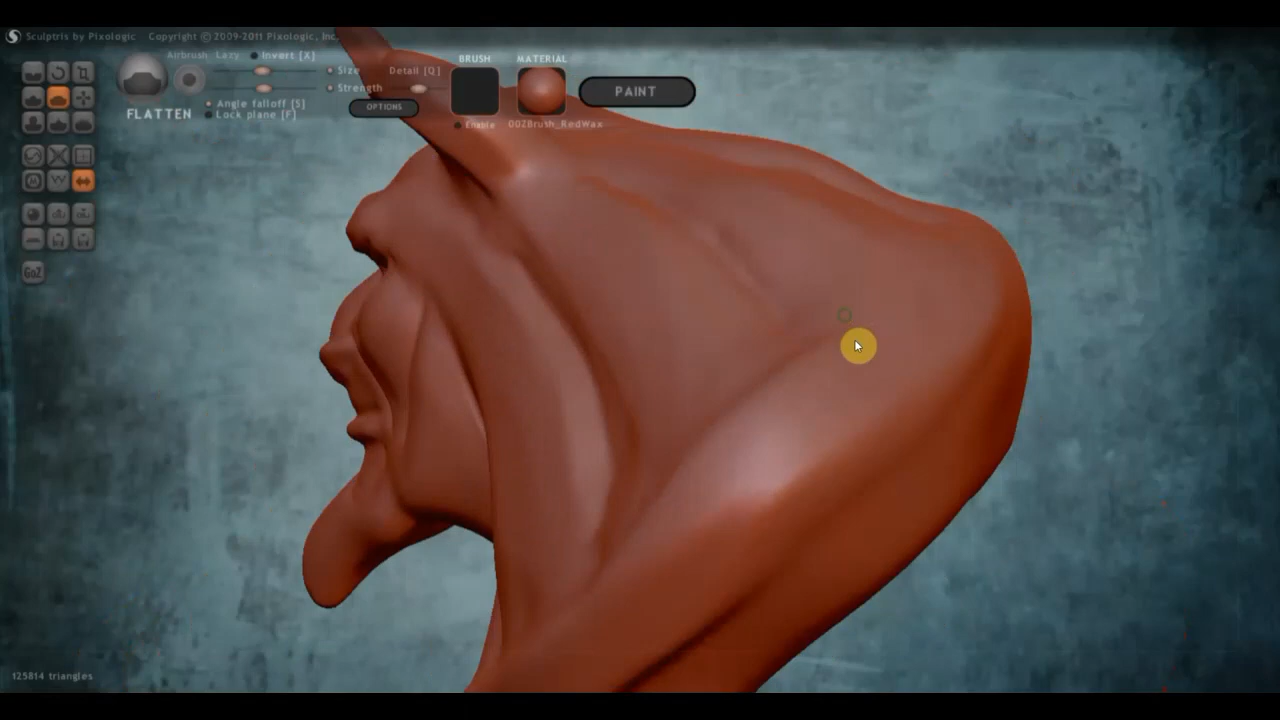 Sculptris by Pixologic Copyright © 2009-2011 Pixologic, Inc.
Airbrush Lazy Invert [X]
Size
Detail [Q]
Strength
Angle falloff [S]
Lock plane [F]
FLATTEN
OPTIONS
BRUSH
Enable
MATERIAL
00ZBrush_RedWax
PAINT
GoZ
125814 triangles